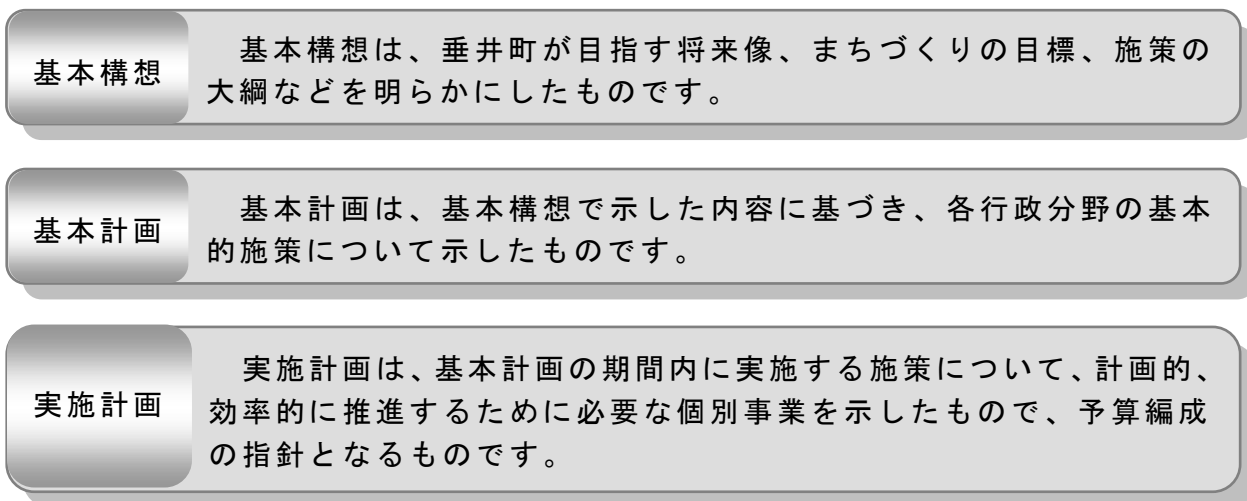 基本構想
基本構想は、垂井町が目指す将来像、まちづくりの目標、施策の
大綱などを明らかにしたものです。
基本計画
基本計画は、基本構想で示した内容に基づき、各行政分野の基本
的施策について示したものです。
実施計画
実施計画は、基本計画の期間内に実施する施策について、計画的、
効率的に推進するために必要な個別事業を示したもので、予算編成
の指針となるものです。